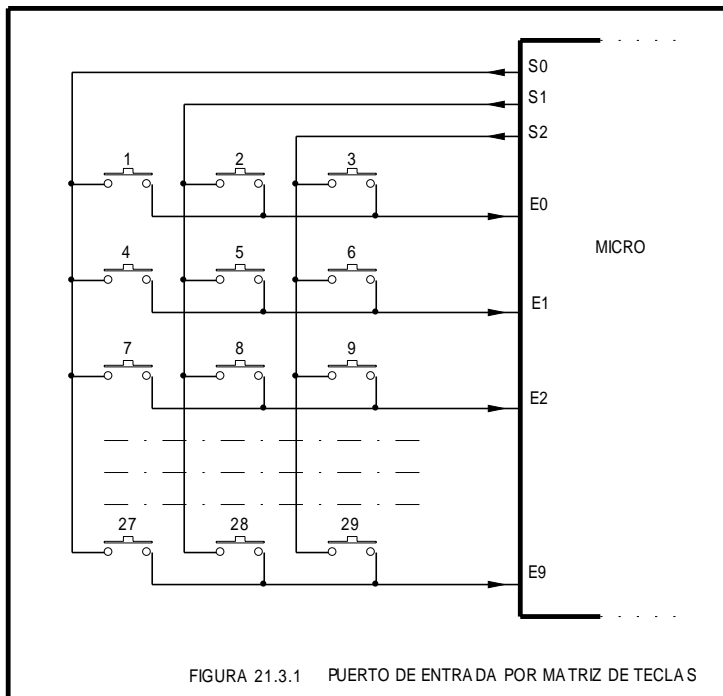 S0
S1
S2
1 2 3
E0
MICRO
4 5 6
E1
7 8 9
E2
27 28 29
E9
FIGURA 21.3.1 PUERTO DE ENTRADA POR MATRIZ DE TECLAS